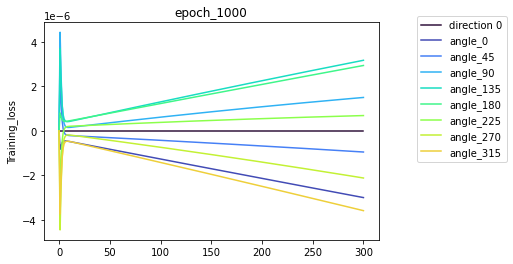 epoch_1000
1e−6
Training_loss
4
2
0
−2
−4
0
50
100
150
200
250
300
direction 0
angle_0
angle_45
angle_90
angle_135
angle_180
angle_225
angle_270
angle_315